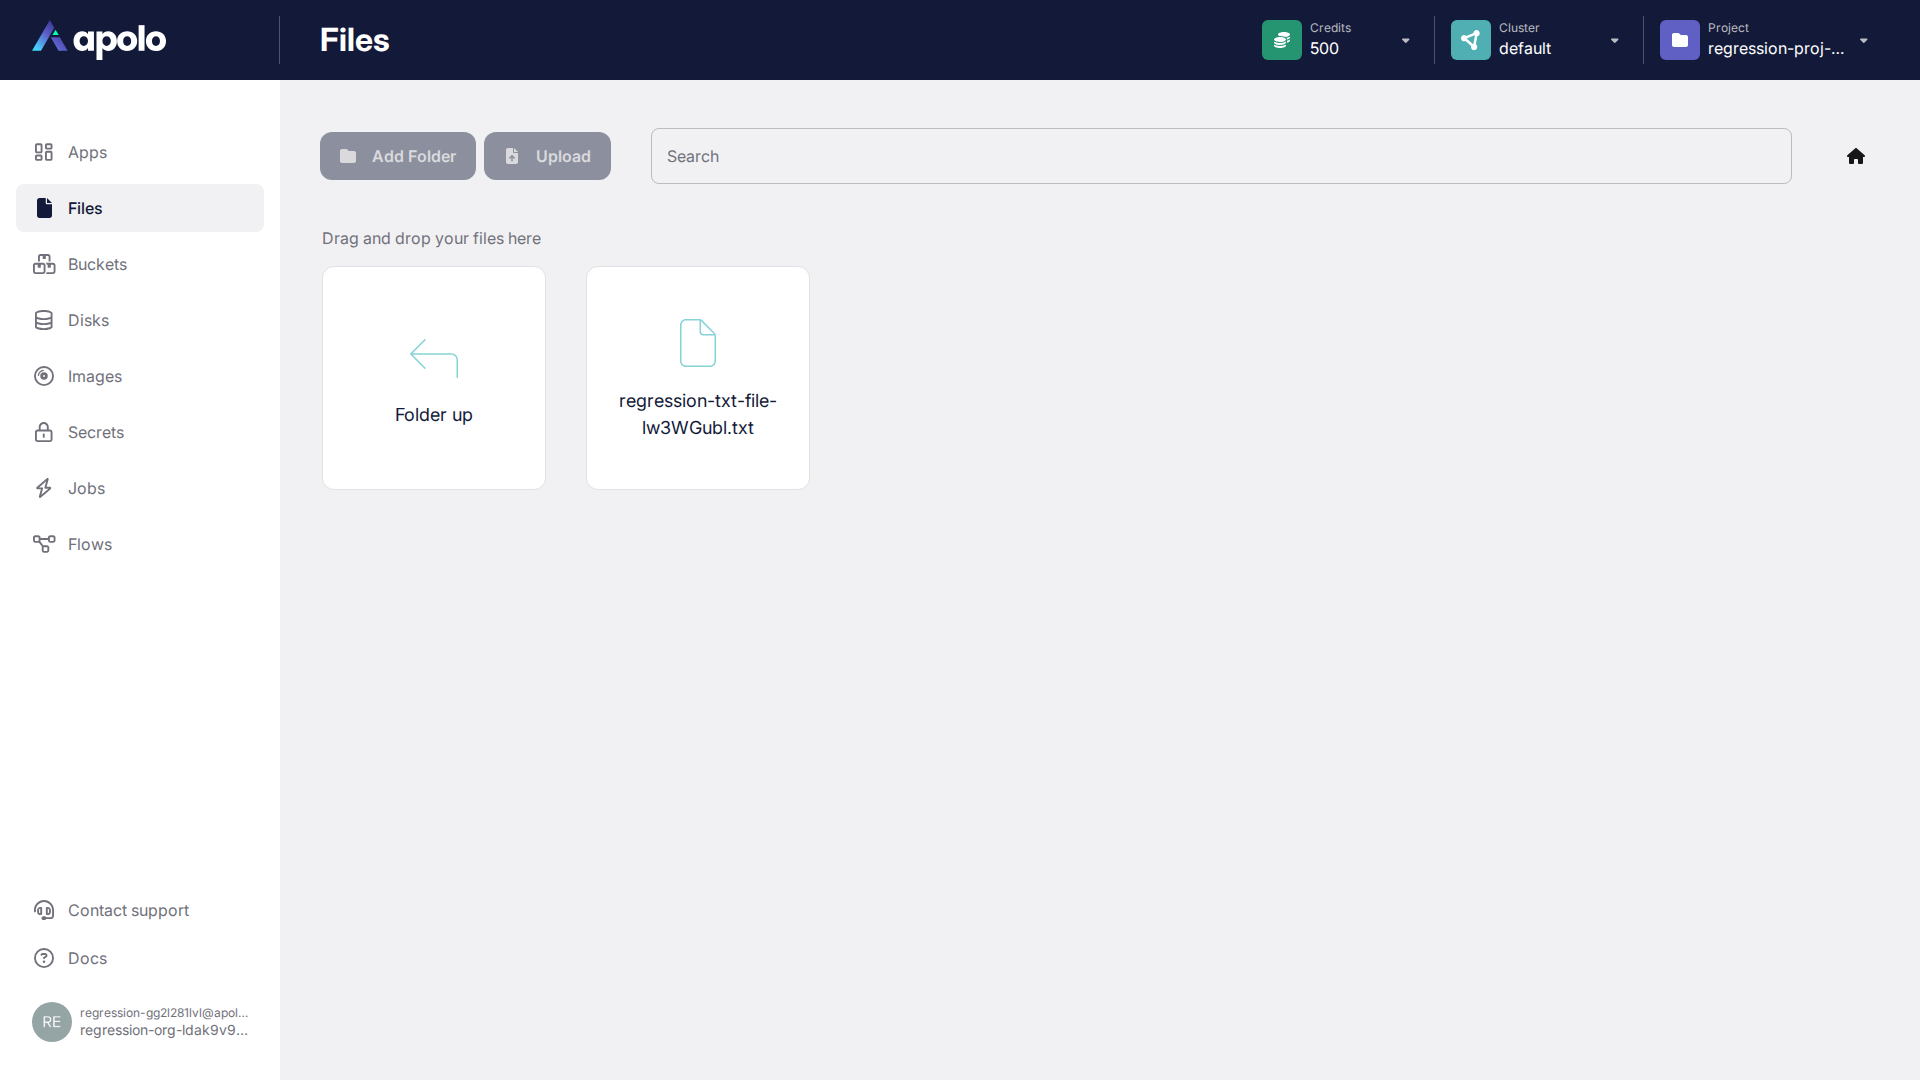 apolo
Files
Credits
500
Cluster
default
Project
regression-proj-...
Apps
Files
Buckets
Disks
Images
Secrets
Jobs
Flows
Add Folder
Upload
Search
Drag and drop your files here
Folder up
regression-txt-file-
lw3WGubl.txt
Contact support
Docs
RE
regression-gg2l281lvl@apol...
regression-org-ldak9v9...